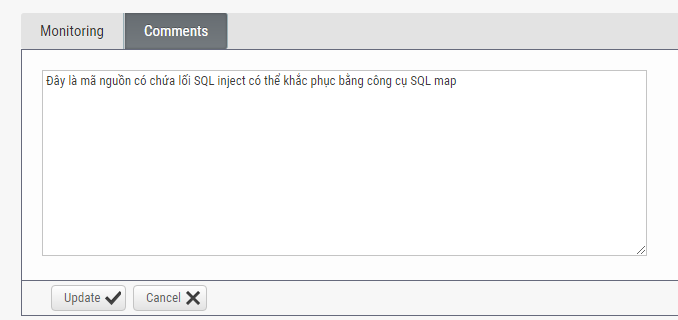 Monitoring Comments
Đây là mã nguồn có chứa lối SQL inject có thể khắc phục bằng công cụ SQL map
Update Cancel